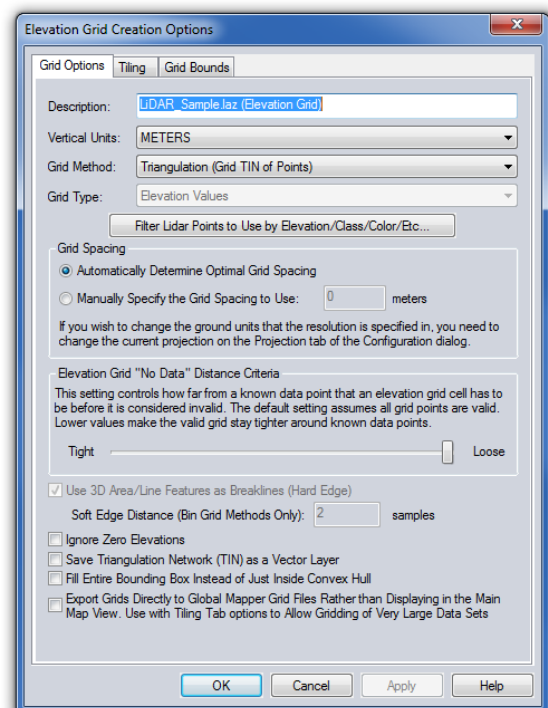 Elevation Grid Creation Options
Grid Options Tiling Grid Bounds
Description: LiDAR_Sample.laz (Elevation Grid)
Vertical Units: METERS
Grid Method: Triangulation (Grid TIN of Points)
Grid Type: Elevation Values
Filter Lidar Points to Use by Elevation/Class/Color/Etc...
Grid Spacing
Automatically Determine Optimal Grid Spacing
Manually Specify the Grid Spacing to Use: 0 meters
If you wish to change the ground units that the resolution is specified in, you need to
change the current projection on the Projection tab of the Configuration dialog.
Elevation Grid "No Data" Distance Criteria
This setting controls how far from a known data point that an elevation grid cell has to
be before it is considered invalid. The default setting assumes all grid points are valid.
Lower values make the valid grid stay tighter around known data points.
Tight Loose
Use 3D Area/Line Features as Breaklines (Hard Edge)
Soft Edge Distance (Bin Grid Methods Only): 2 samples
Ignore Zero Elevations
Save Triangulation Network (TIN) as a Vector Layer
Fill Entire Bounding Box Instead of Just Inside Convex Hull
Export Grids Directly to Global Mapper Grid Files Rather than Displaying in the Main
Map View. Use with Tiling Tab options to Allow Gridding of Very Large Data Sets
OK Cancel Apply Help